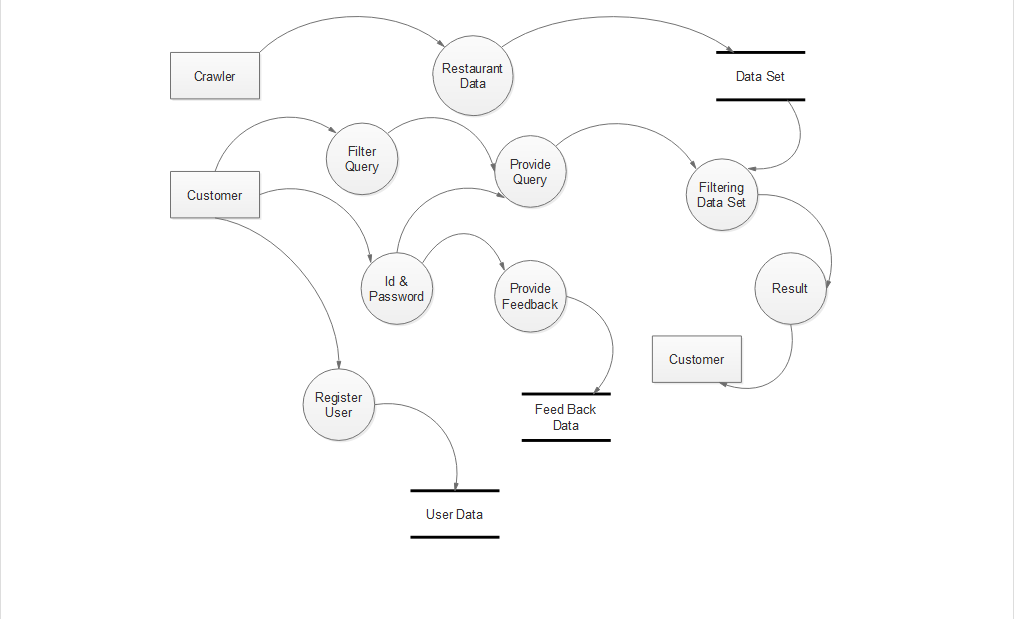 Crawler
Restaurant
Data
Data Set
Filter
Query
Provide
Query
Customer
Filtering
Data Set
Id &
Password
Provide
Feedback
Result
Customer
Register
User
Feed Back
Data
User Data